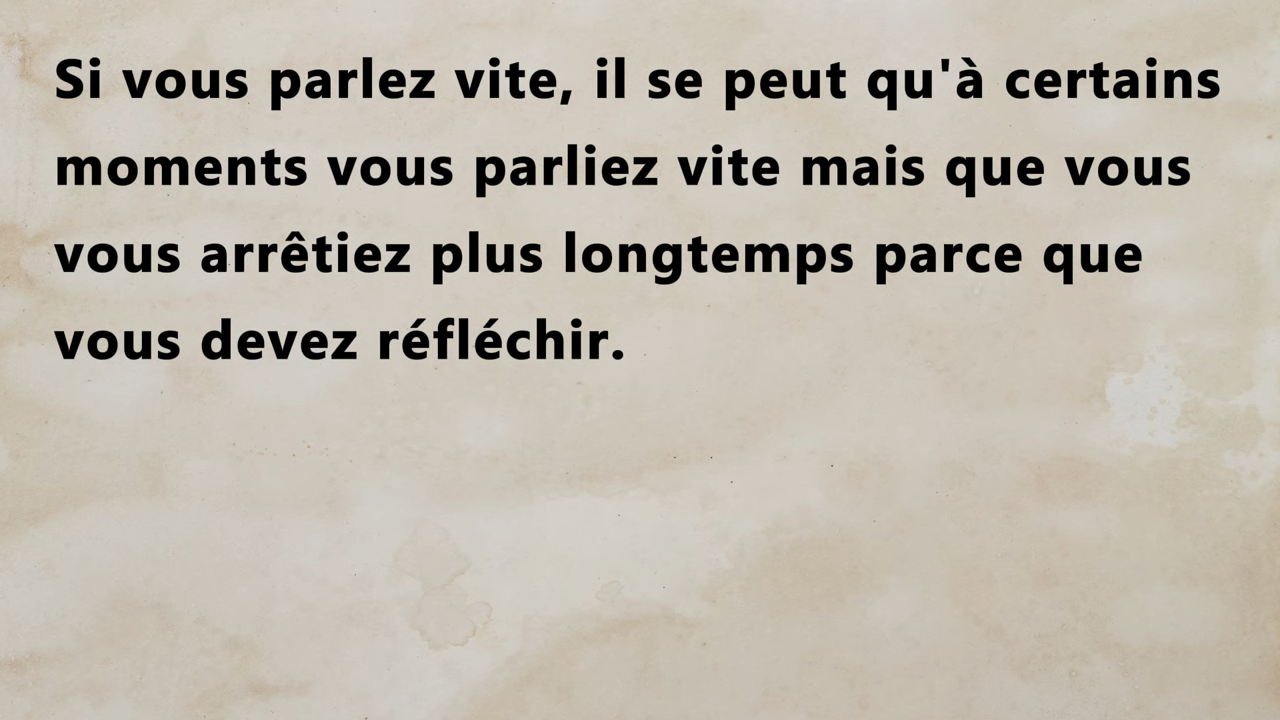 Si vous parlez vite, il se peut qu'à certains
moments vous parliez vite mais que vous
vous arrêtiez plus longtemps parce que
vous devez réfléchir.